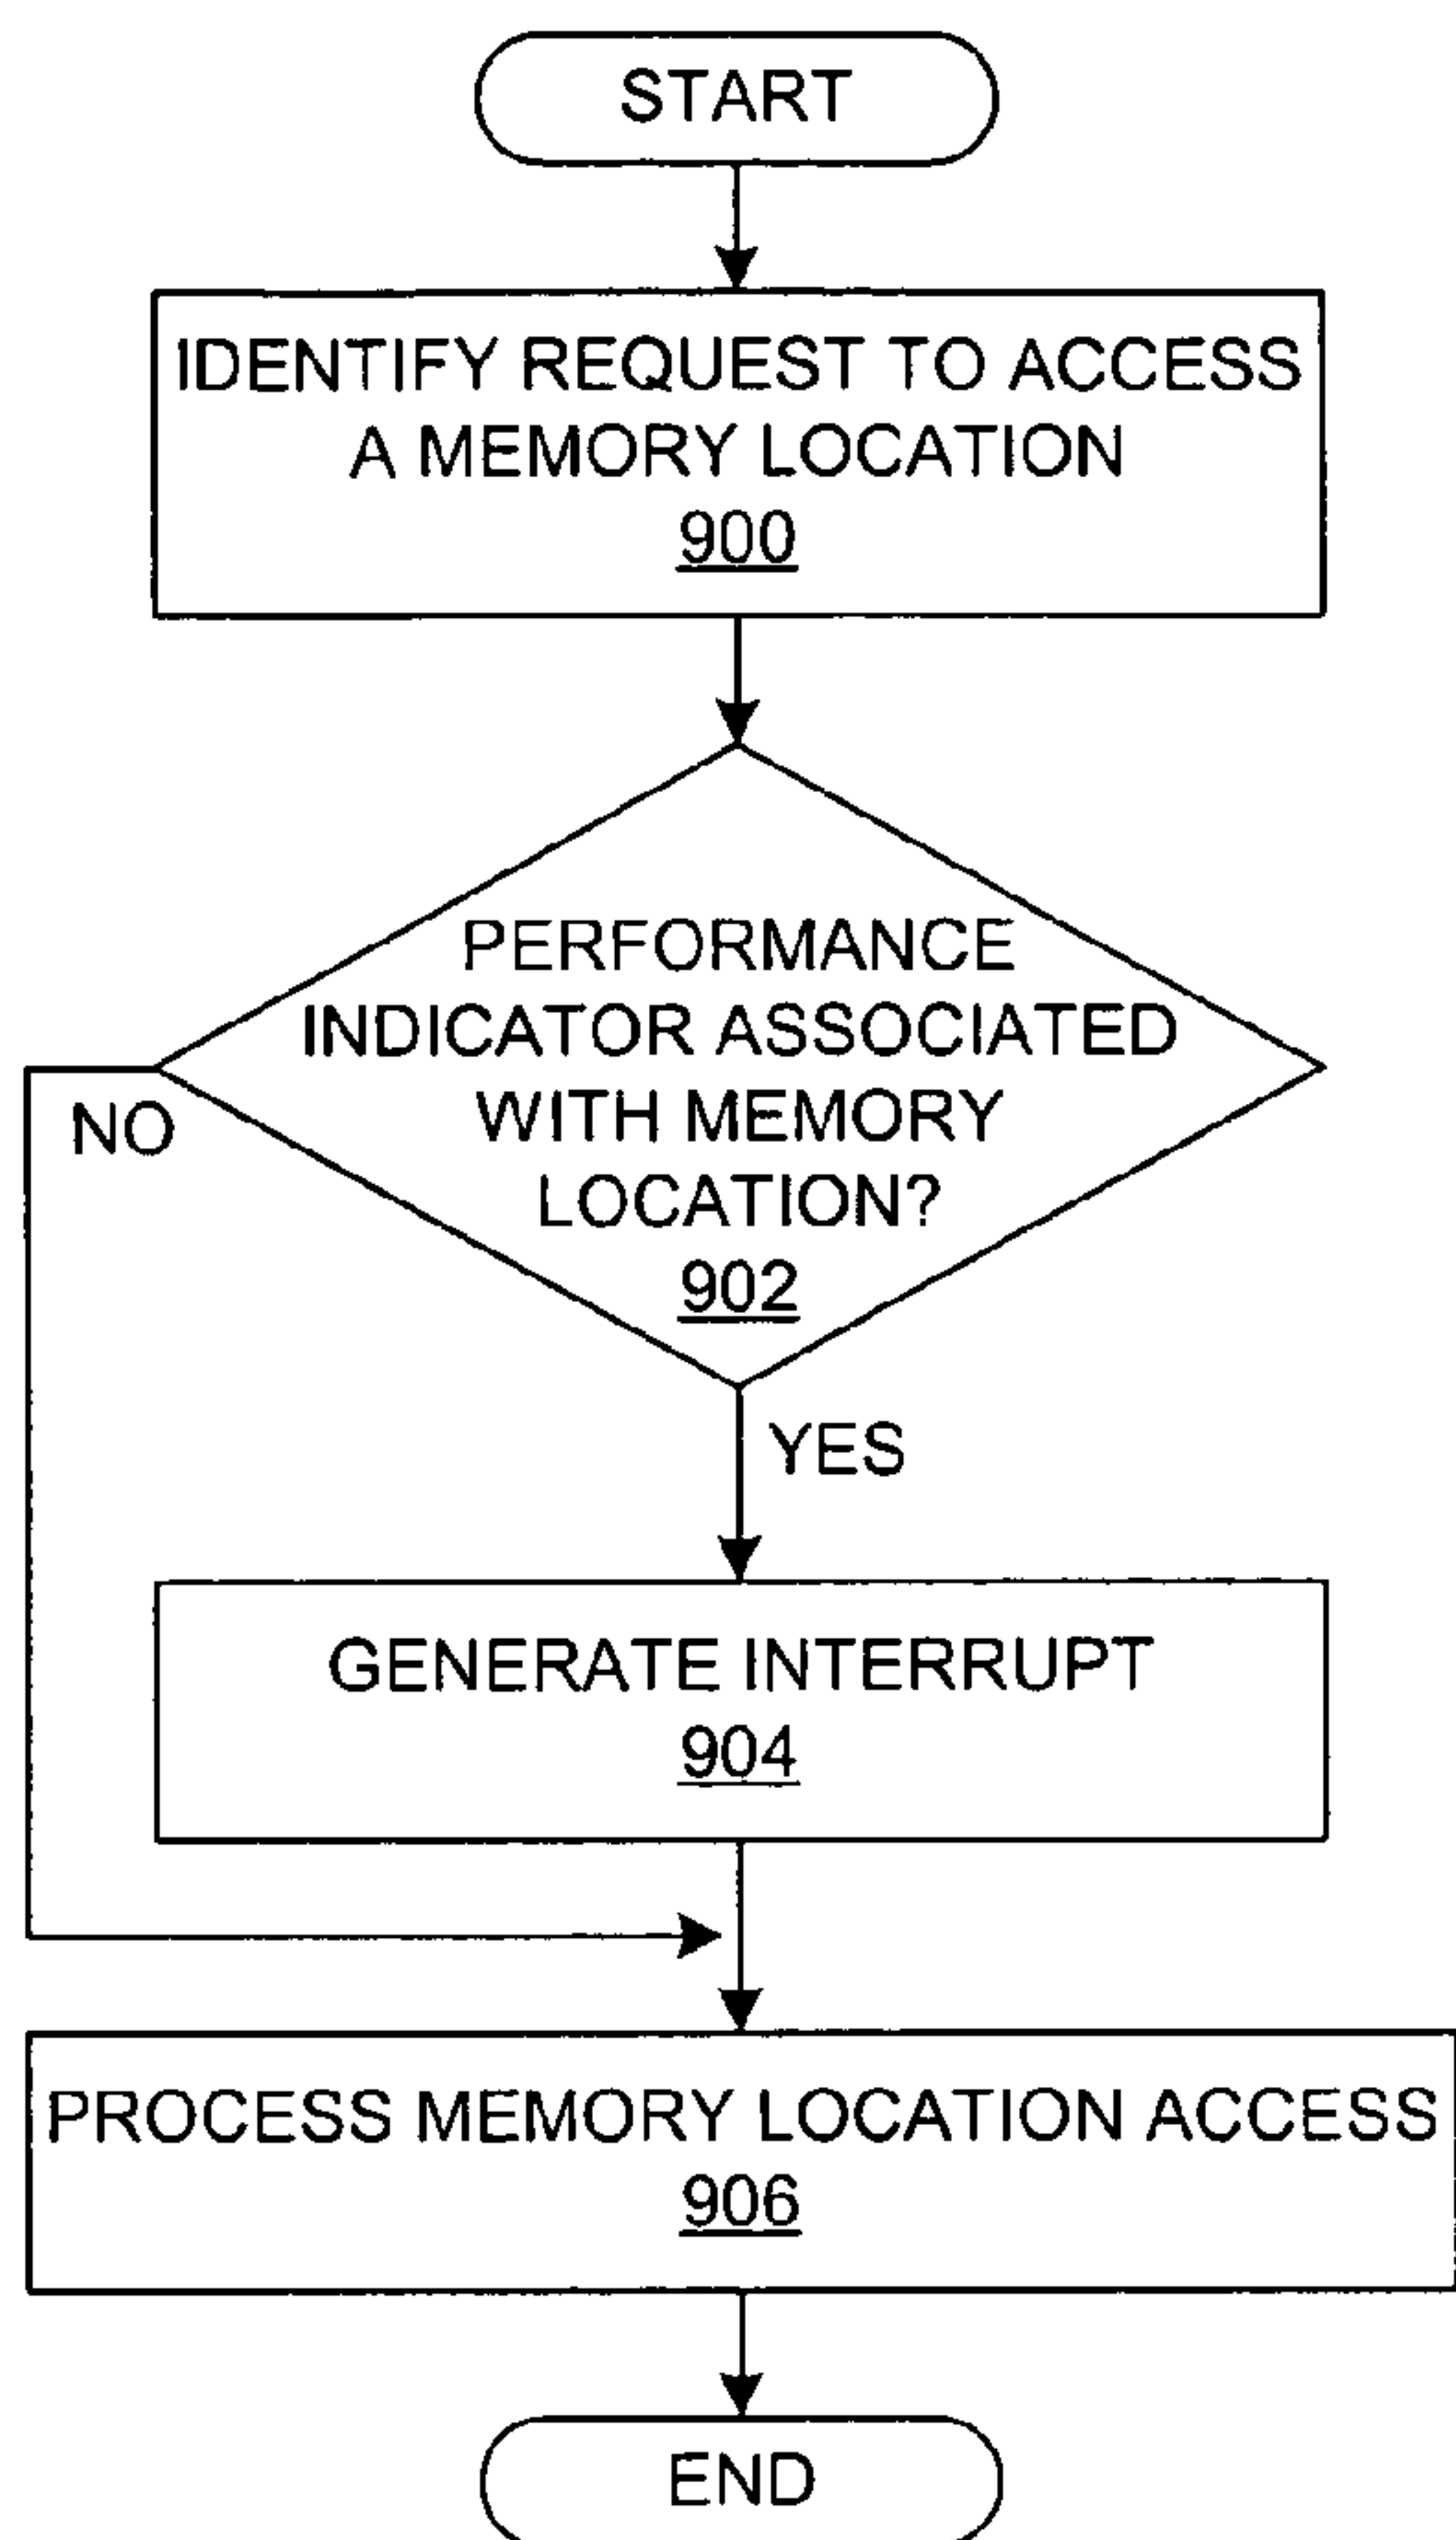 START
IDENTIFY REQUEST TO ACCESS
A MEMORY LOCATION
900
PERFORMANCE
INDICATOR ASSOCIATED
WITH MEMORY
LOCATION?
902
NO
YES
GENERATE INTERRUPT
904
PROCESS MEMORY LOCATION ACCESS
906
END